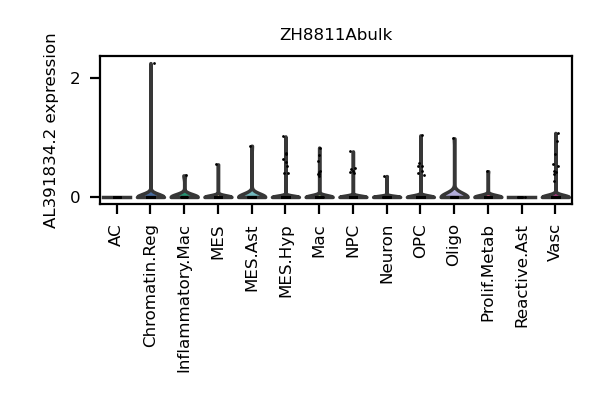 ZH8811Abulk
AL391834.2 expression
2
0
AC
Chromatin.Reg
Inflammatory.Mac
MES
MES.Ast
MES.Hyp
Mac
NPC
Neuron
OPC
Oligo
Prolif.Metab
Reactive.Ast
Vasc